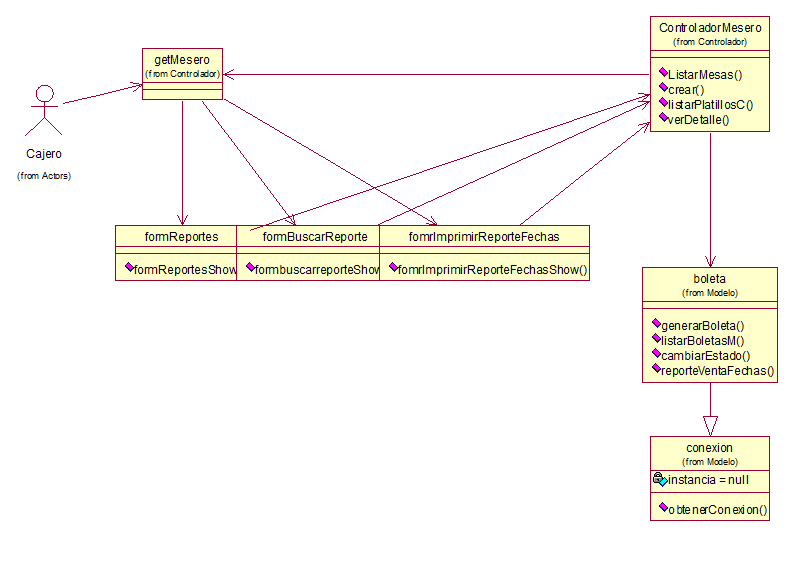 Cajero
(from Actors)
getMesero
(from Controlador)
ControladorMesero
(from Controlador)
ListarMesas()
crear()
listarPlatillosC()
verDetalle()
formReportes
formReportesShow
formBuscarReporte
formbuscarreporteShow
fomrImprimirReporteFechas
fomrImprimirReporteFechasShow()
boleta
(from Modelo)
generarBoleta()
listarBoletasM()
cambiarEstado()
reporteVentaFechas()
conexion
(from Modelo)
instancia = null
obtenerConexion()